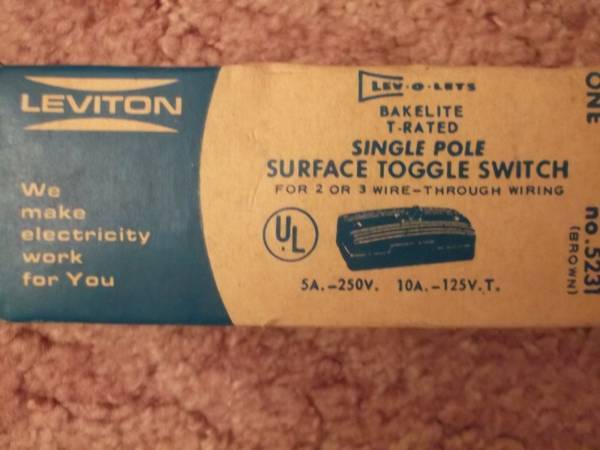 LEVITON
We
make
electricity
work
for You
LEV-O-LETS
BAKELITE
T-RATED
SINGLE POLE
SURFACE TOGGLE SWITCH
FOR 2 OR 3 WIRE-THROUGH WIRING
UL
5A.-250V. 10A.-125V.T.
ONE
no. 5231
(BROWN)